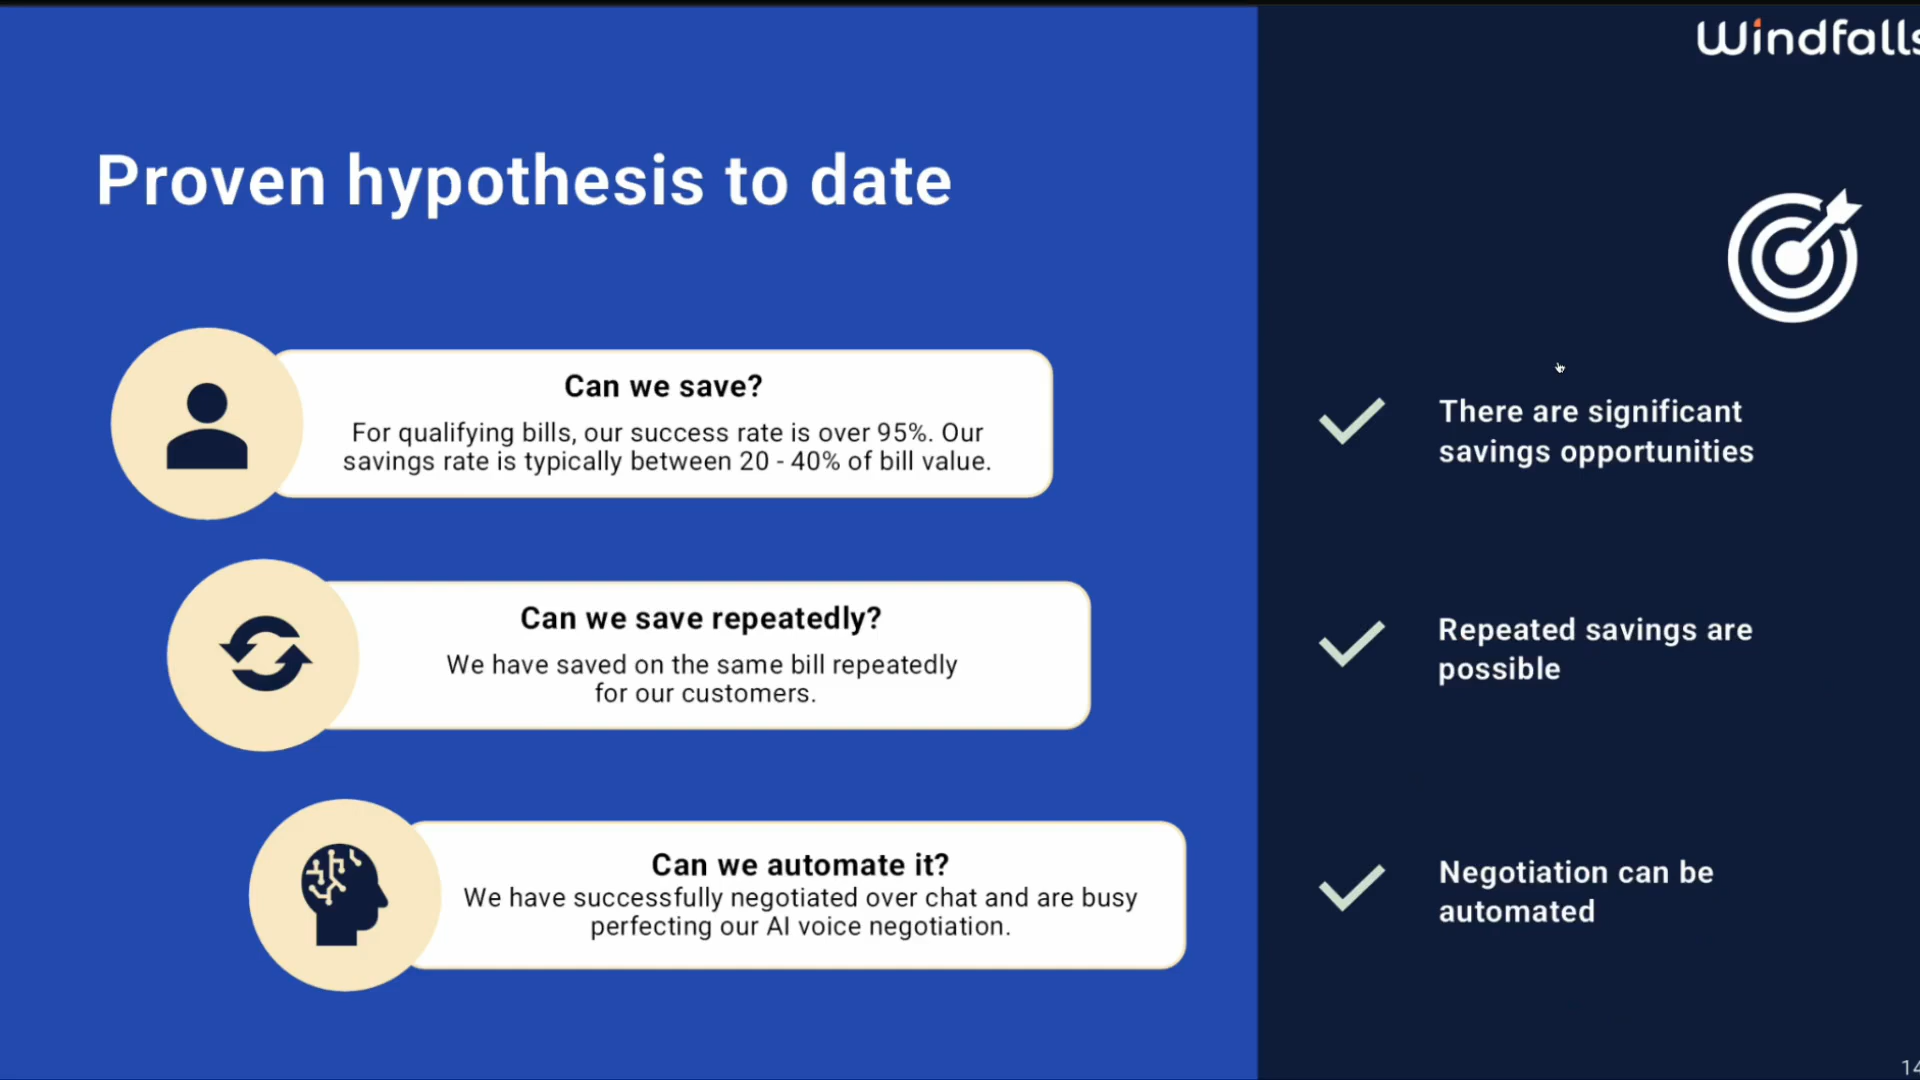 Windfalls
Proven hypothesis to date
Can we save?
For qualifying bills, our success rate is over 95%. Our
savings rate is typically between 20 - 40% of bill value.
There are significant
savings opportunities
Can we save repeatedly?
We have saved on the same bill repeatedly
for our customers.
Repeated savings are
possible
Can we automate it?
We have successfully negotiated over chat and are busy
perfecting our AI voice negotiation.
Negotiation can be
automated
14